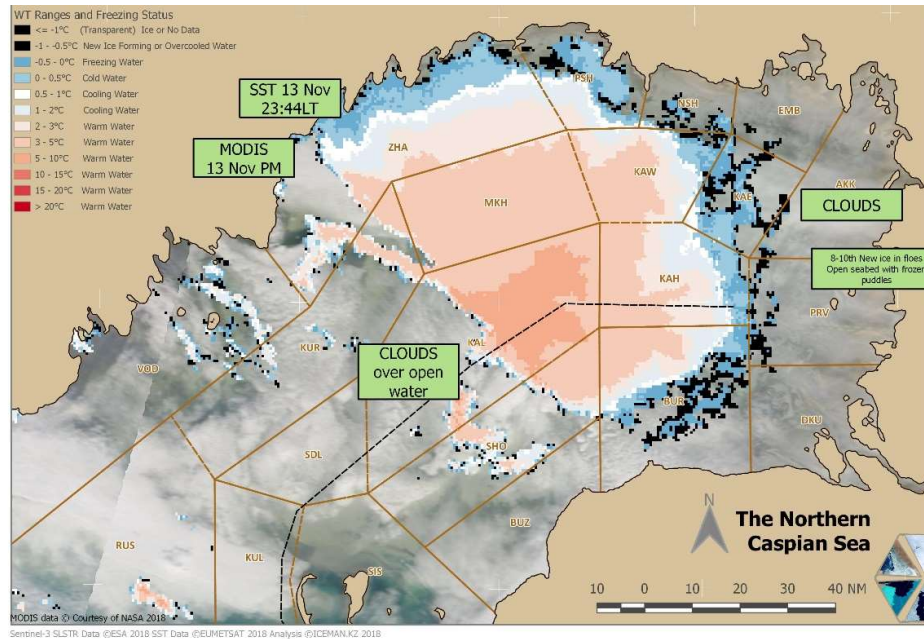 WT Ranges and Freezing Status
<= -1°C (Transparent) Ice or No Data
-1 - -0.5°C New Ice Forming or Overcooled Water
-0.5 - 0°C Freezing Water
0 - 0.5°C Cold Water
0.5 - 1°C Cooling Water
1 - 2°C Cooling Water
2 - 3°C Warm Water
3 - 5°C Warm Water
5 - 10°C Warm Water
10 - 15°C Warm Water
15 - 20°C Warm Water
> 20°C Warm Water
SST 13 Nov
23:44LT
MODIS
13 Nov PM
PSH
NSH
EMB
ZHA
KAW
AKK
MKH
KAE
CLOUDS
8-10th New ice in floes
Open seabed with frozen
puddles
KAH
PRV
KUR
KAL
VOD
CLOUDS
over open
water
BUR
DKU
SHO
SDL
BUZ
RUS
KUL
SIS
N
The Northern
Caspian Sea
10 0 10 20 30 40 NM
MODIS data © Courtesy of NASA 2018
Sentinel-3 SLSTR Data ©ESA 2018 SST Data ©EUMETSAT 2018 Analysis ©ICEMAN.KZ 2018